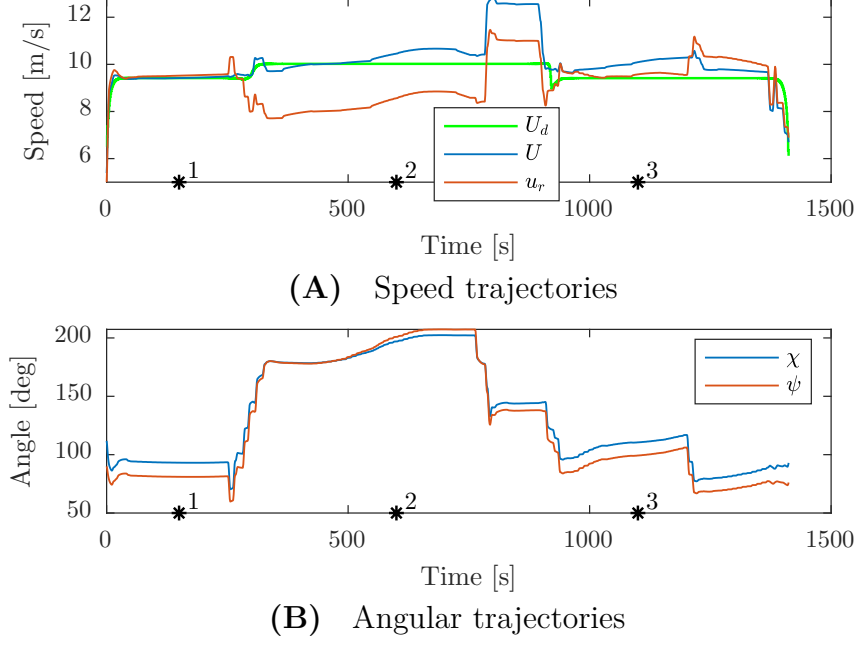 12
10
8
6
Speed [m/s]
U_d
U
u_r
1
2
3
0
500
1000
1500
Time [s]
(A) Speed trajectories
200
150
100
50
Angle [deg]
χ
ψ
1
2
3
0
500
1000
1500
Time [s]
(B) Angular trajectories